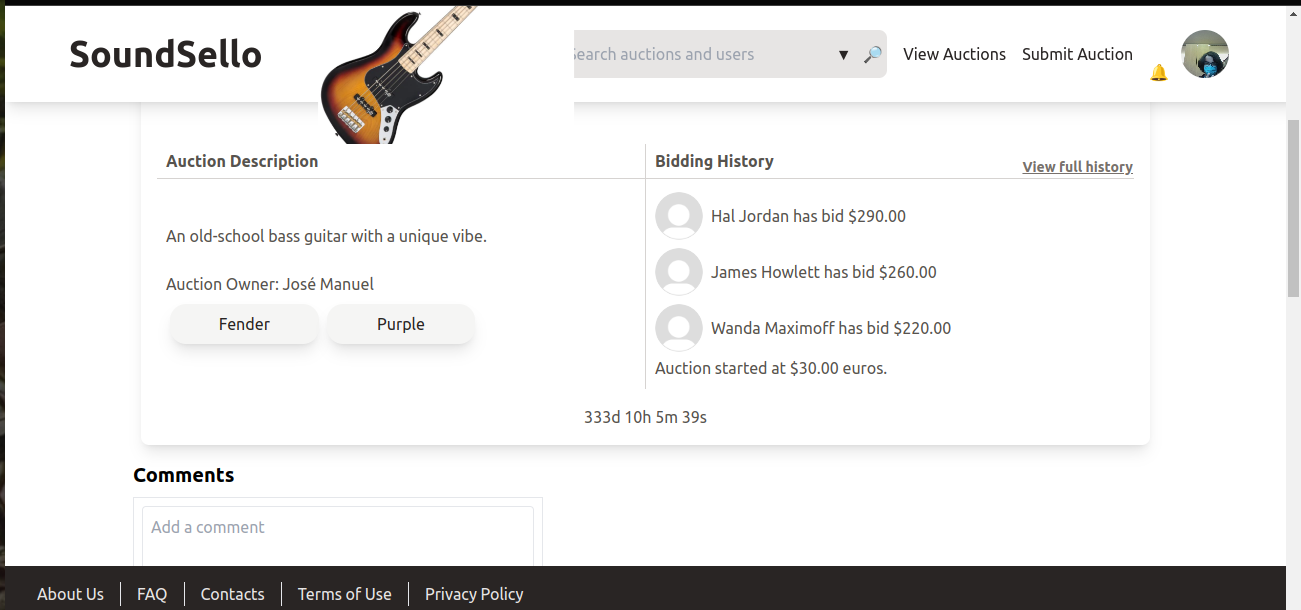 SoundSello
earch auctions and users ▼
View Auctions
Submit Auction
Auction Description
An old-school bass guitar with a unique vibe.
Auction Owner: José Manuel
Fender
Purple
Bidding History
View full history
Hal Jordan has bid $290.00
James Howlett has bid $260.00
Wanda Maximoff has bid $220.00
Auction started at $30.00 euros.
333d 10h 5m 39s
Comments
Add a comment
About Us
FAQ
Contacts
Terms of Use
Privacy Policy